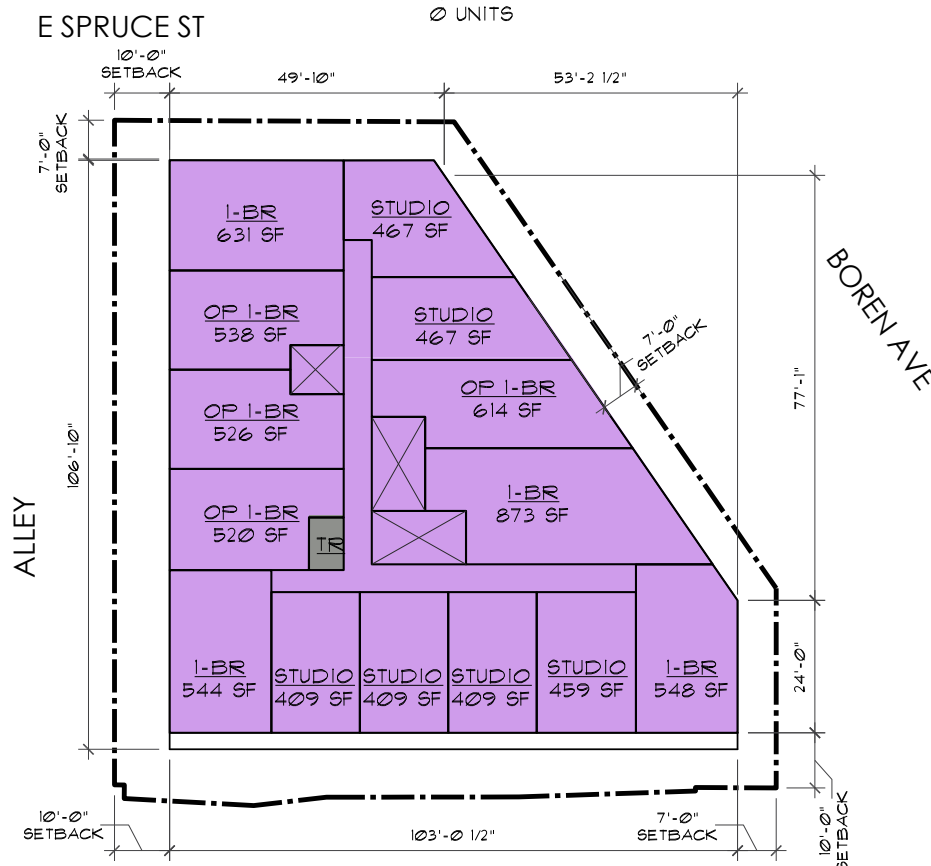 Ø UNITS
E SPRUCE ST
10'-0"
SETBACK
49'-10"
53'-2 1/2"
7'-0"
SETBACK
1-BR
631 SF
STUDIO
467 SF
OP 1-BR
538 SF
STUDIO
467 SF
7'-0"
SETBACK
BOREN AVE
OP 1-BR
526 SF
OP 1-BR
614 SF
77'-1"
106'-10"
1-BR
873 SF
ALLEY
OP 1-BR
520 SF
TR
1-BR
544 SF
STUDIO
409 SF
STUDIO
409 SF
STUDIO
409 SF
STUDIO
459 SF
1-BR
548 SF
24'-0"
10'-0"
SETBACK
103'-0 1/2"
7'-0"
SETBACK
10'-0"
SETBACK